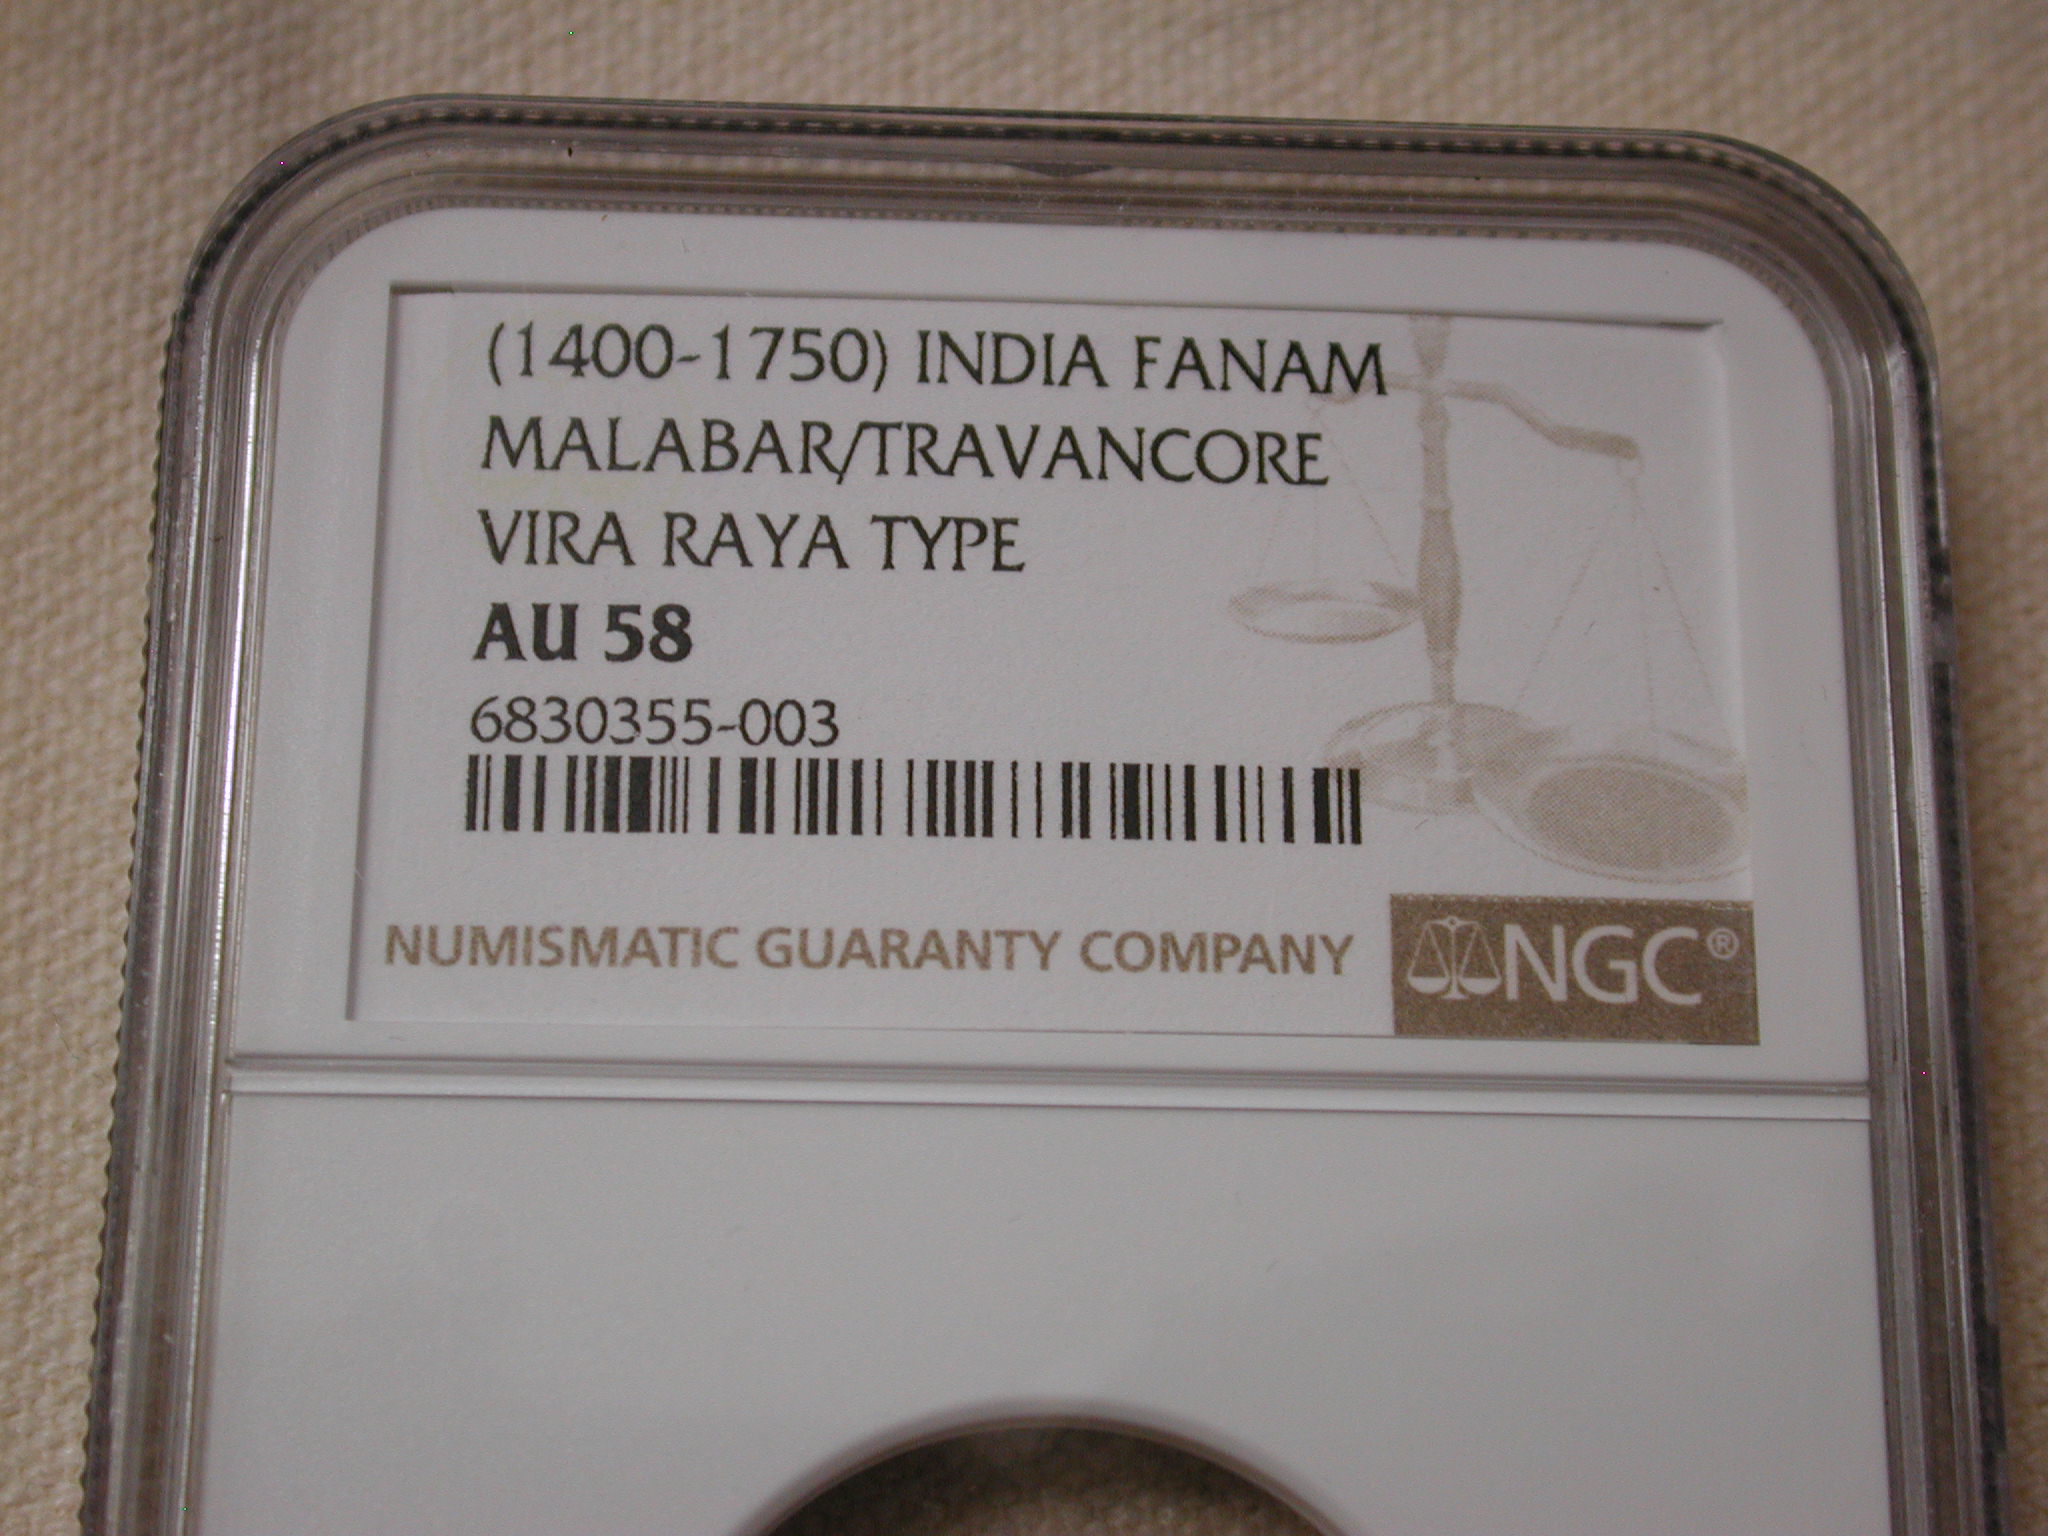 (1400-1750) INDIA FANAM
MALABAR/TRAVANCORE
VIRA RAYA TYPE
AU 58
6830355-003
NUMISMATIC GUARANTY COMPANY
NGC®